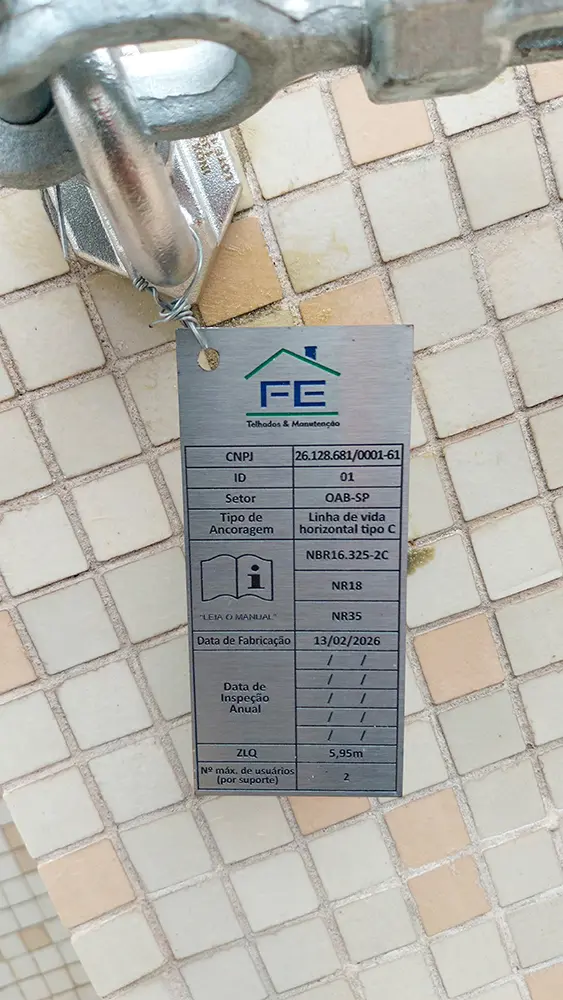 FE
Telhados & Manutenção
CNPJ 26.128.681/0001-61
ID 01
Setor OAB-SP
Tipo de Ancoragem Linha de vida horizontal tipo C
NBR16.325-2C
i
NR18
"LEIA O MANUAL" NR35
Data de Fabricação 13/02/2026
Data de Inspeção Anual
/ /
/ /
/ /
/ /
/ /
ZLQ 5,95m
Nº máx. de usuários (por suporte) 2